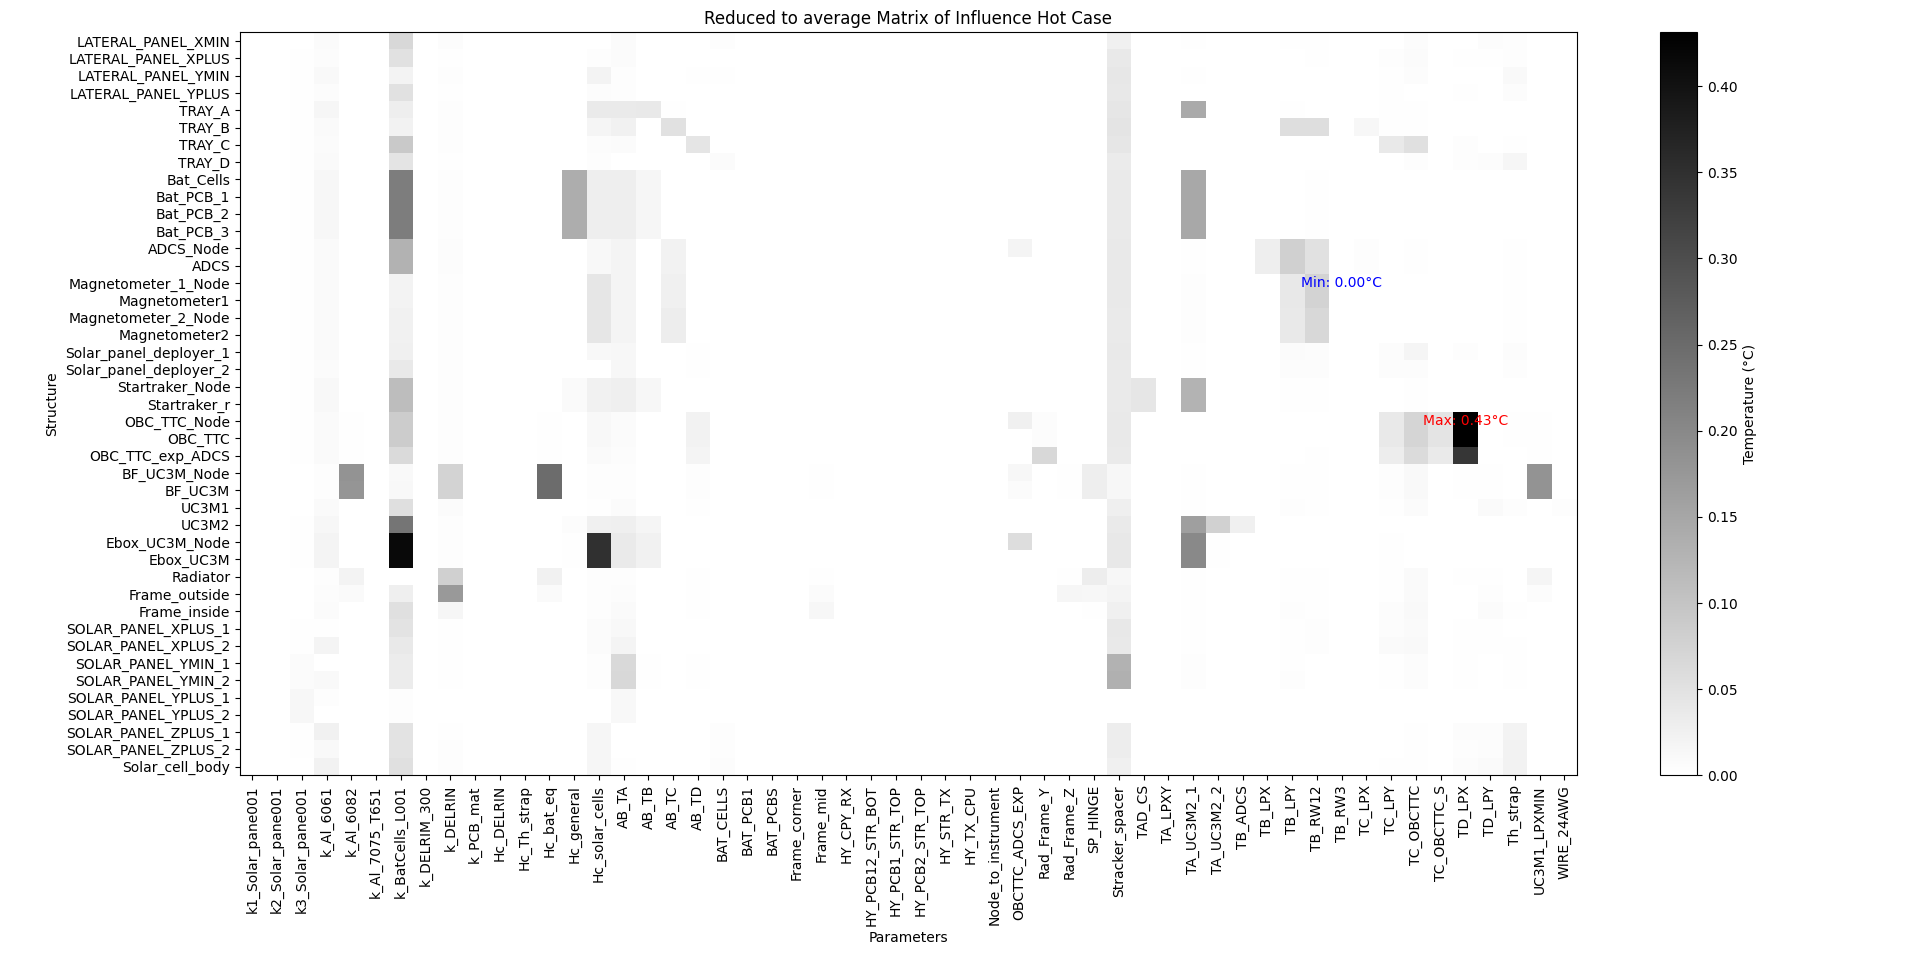 Reduced to average Matrix of Influence Hot Case
LATERAL_PANEL_XMIN
LATERAL_PANEL_XPLUS
LATERAL_PANEL_YMIN
LATERAL_PANEL_YPLUS
TRAY_A
TRAY_B
TRAY_C
TRAY_D
Bat_Cells
Bat_PCB_1
Bat_PCB_2
Bat_PCB_3
ADCS_Node
ADCS
Magnetometer_1_Node
Magnetometer1
Magnetometer_2_Node
Magnetometer2
Solar_panel_deployer_1
Solar_panel_deployer_2
Startraker_Node
Startraker_r
OBC_TTC_Node
OBC_TTC
OBC_TTC_exp_ADCS
BF_UC3M_Node
BF_UC3M
UC3M1
UC3M2
Ebox_UC3M_Node
Ebox_UC3M
Radiator
Frame_outside
Frame_inside
SOLAR_PANEL_XPLUS_1
SOLAR_PANEL_XPLUS_2
SOLAR_PANEL_YMIN_1
SOLAR_PANEL_YMIN_2
SOLAR_PANEL_YPLUS_1
SOLAR_PANEL_YPLUS_2
SOLAR_PANEL_ZPLUS_1
SOLAR_PANEL_ZPLUS_2
Solar_cell_body
Structure
Min: 0.00°C
Max: 0.43°C
k1_Solar_pane001
k2_Solar_pane001
k3_Solar_pane001
k_Al_6061
k_Al_6082
k_Al_7075_T651
k_BatCells_L001
k_DELRIM_300
k_DELRIN
k_PCB_mat
Hc_DELRIN
Hc_Th_strap
Hc_bat_eq
Hc_general
Hc_solar_cells
AB_TA
AB_TB
AB_TC
AB_TD
BAT_CELLS
BAT_PCB1
BAT_PCBS
Frame_corner
Frame_mid
HY_CPY_RX
HY_PCB12_STR_BOT
HY_PCB1_STR_TOP
HY_PCB2_STR_TOP
HY_STR_TX
HY_TX_CPU
Node_to_instrument
OBCTTC_ADCS_EXP
Rad_Frame_Y
Rad_Frame_Z
SP_HINGE
Stracker_spacer
TAD_CS
TA_LPXY
TA_UC3M2_1
TA_UC3M2_2
TB_ADCS
TB_LPX
TB_LPY
TB_RW12
TB_RW3
TC_LPX
TC_LPY
TC_OBCTTC
TC_OBCTTC_S
TD_LPX
TD_LPY
Th_strap
UC3M1_LPXMIN
WIRE_24AWG
Parameters
0.40
0.35
0.30
0.25
0.20
0.15
0.10
0.05
0.00
Temperature (°C)